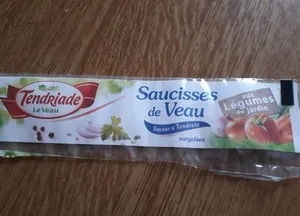 Tendriade
Le Veau
Saucisses
de Veau
Saveur & Tendreté
surgelées
aux
Légumes
du jardin